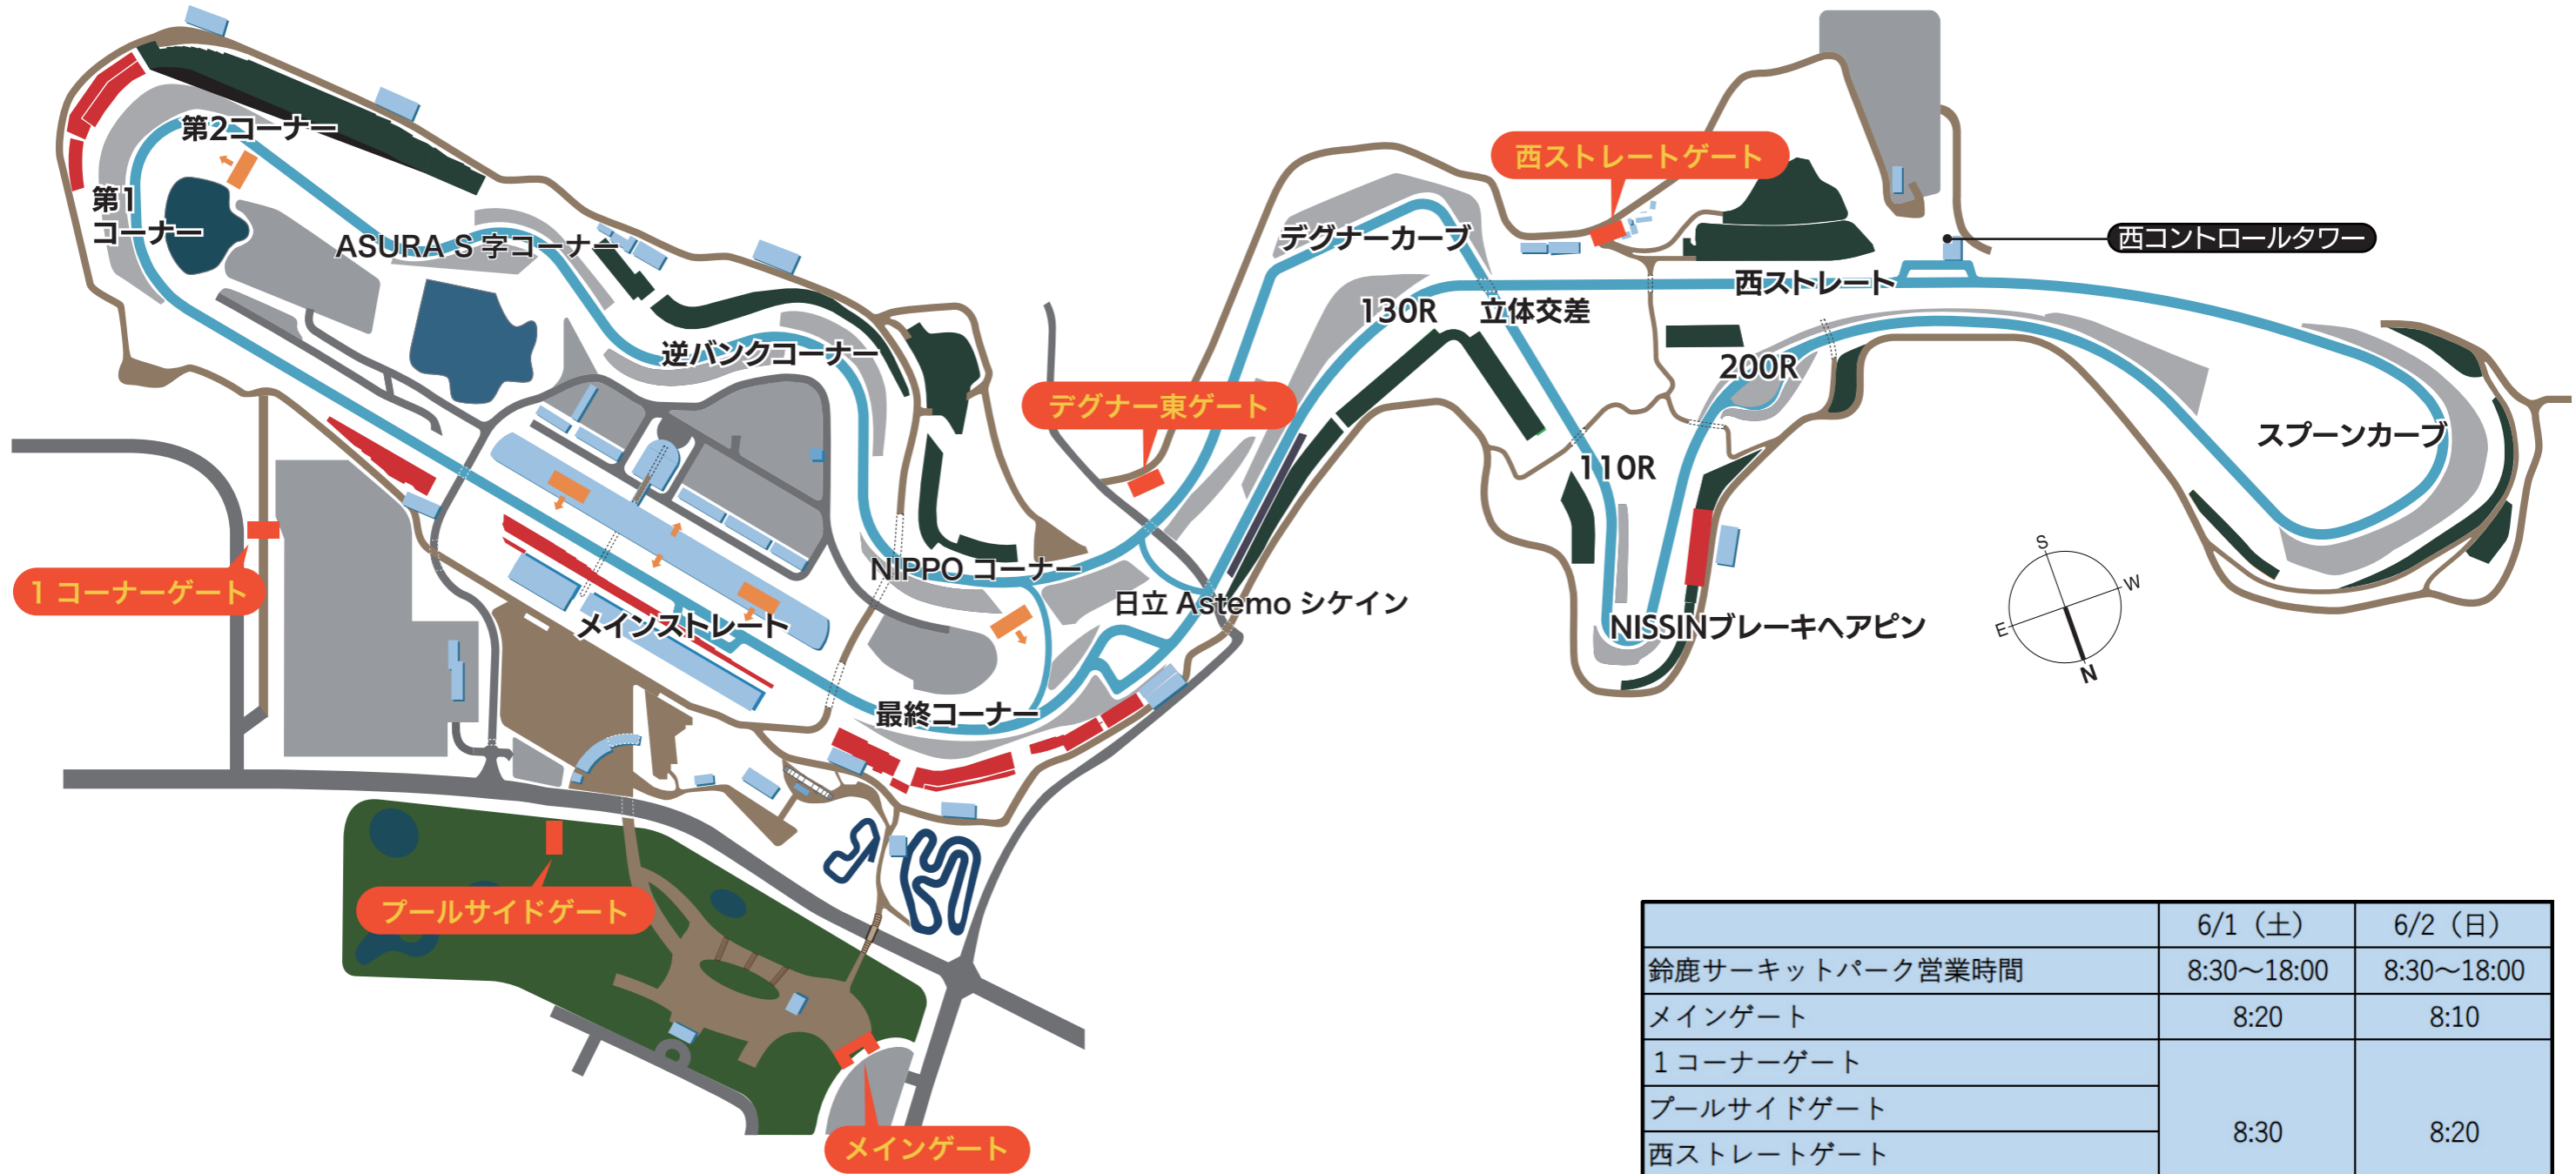 西ストレートゲート
第2コーナー
第1
コーナー
ASURA S 字コーナー
デグナーカーブ
西コントロールタワー
西ストレート
130R
立体交差
逆バンクコーナー
200R
デグナー東ゲート
スプーンカーブ
110R
S
W
E
N
1 コーナーゲート
NIPPO コーナー
日立 Astemo シケイン
メインストレート
NISSINブレーキヘアピン
最終コーナー
プールサイドゲート
メインゲート
6/1（土） 6/2（日）
鈴鹿サーキットパーク営業時間 8:30～18:00 8:30～18:00
メインゲート 8:20 8:10
1 コーナーゲート
プールサイドゲート
8:30 8:20
西ストレートゲート